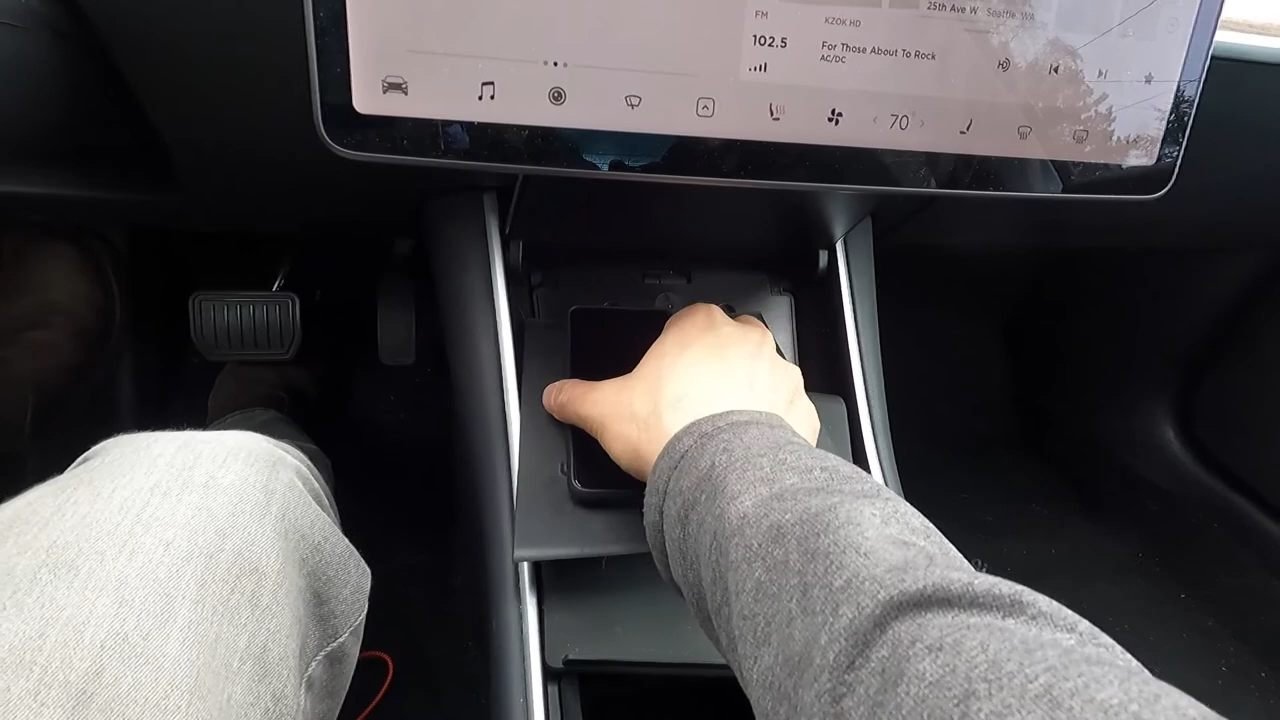 25th Ave W Seattle, WA
FM
KZOK HD
102.5
For Those About To Rock
AC/DC
70